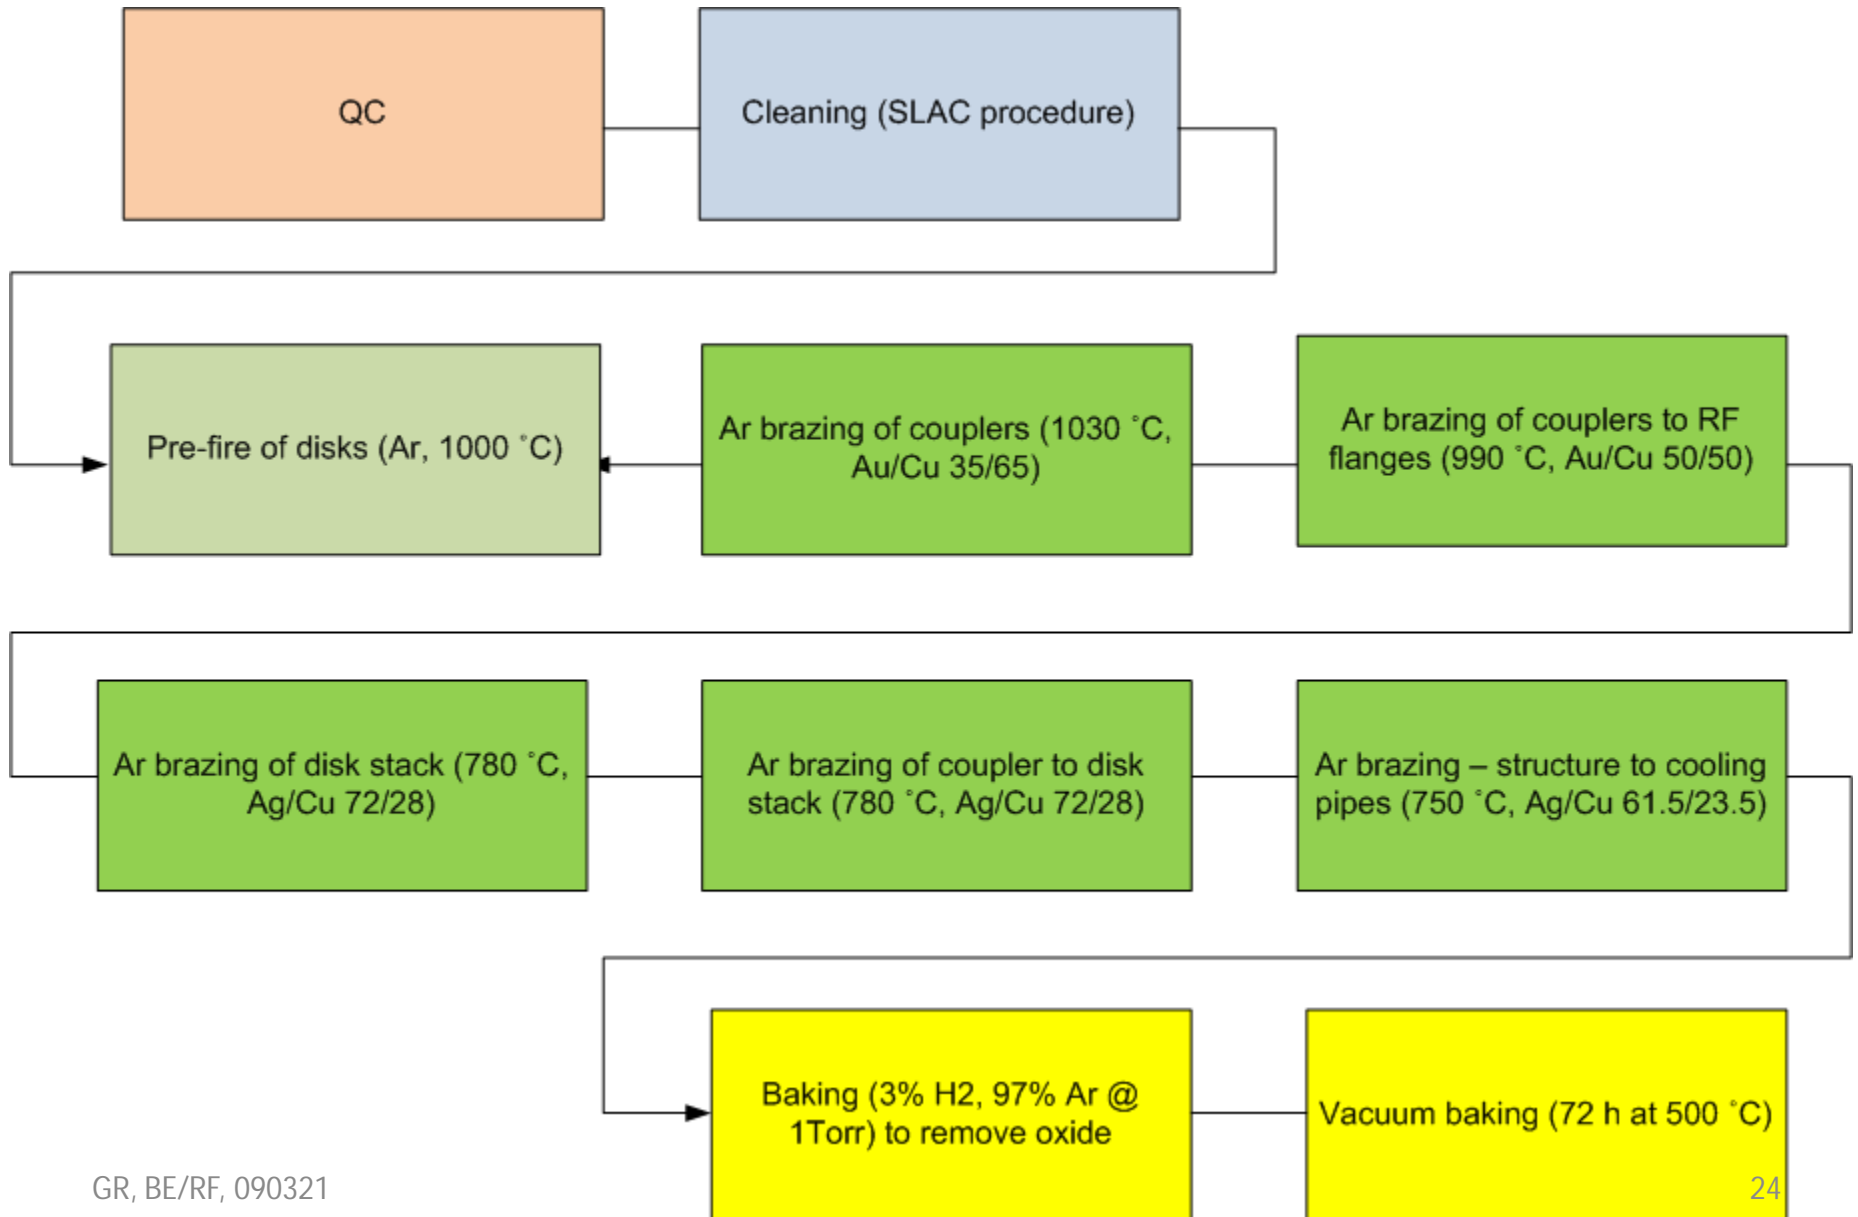 QC
Cleaning (SLAC procedure)
Pre-fire of disks (Ar, 1000 ˚C)
Ar brazing of couplers (1030 ˚C,
Au/Cu 35/65)
Ar brazing of couplers to RF
flanges (990 ˚C, Au/Cu 50/50)
Ar brazing of disk stack (780 ˚C,
Ag/Cu 72/28)
Ar brazing of coupler to disk
stack (780 ˚C, Ag/Cu 72/28)
Ar brazing – structure to cooling
pipes (750 ˚C, Ag/Cu 61.5/23.5)
Baking (3% H2, 97% Ar @
1Torr) to remove oxide
Vacuum baking (72 h at 500 ˚C)
GR, BE/RF, 090321
24